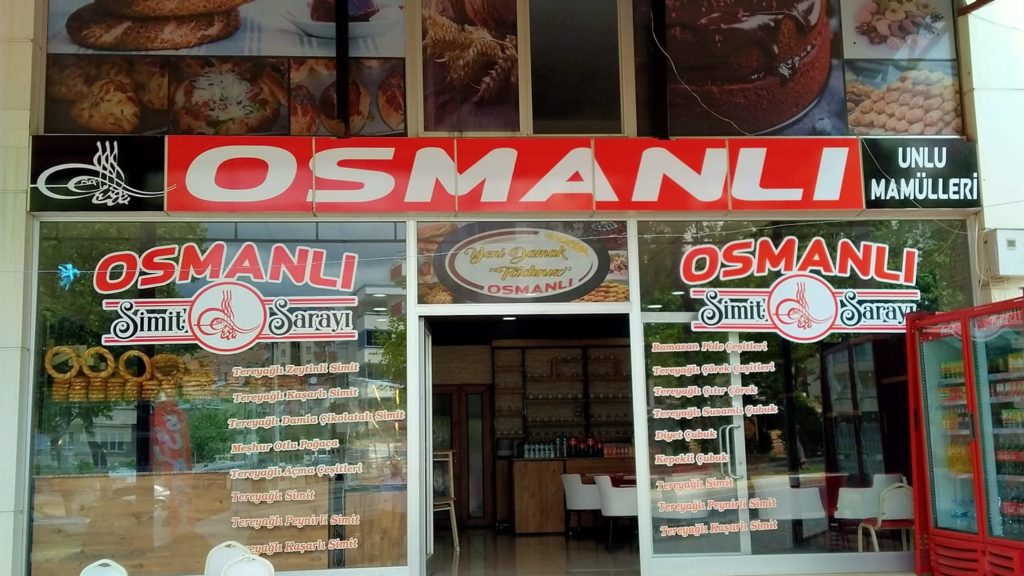 OSMANLI
UNLU
MAMÜLLERİ
OSMANLI
Simit Sarayı
Tereyağlı Zeytinli Simit
Tereyağlı Kaşarlı Simit
Tereyağlı Damla Çikolatalı Simit
Meşhur Otlu Poğaça
Tereyağlı Açma Çeşitleri
Tereyağlı Simit
Tereyağlı Peynirli Simit
Tereyağlı Kaşarlı Simit
Yeni Damak
"Tadınız"
OSMANLI
OSMANLI
Simit Sarayı
Ramazan Pide Çeşitleri
Tereyağlı Çörek Çeşitleri
Tereyağlı Çıtır Çörek
Tereyağlı Susamlı Çubuk
Diyet Çubuk
Kepekli Çubuk
Tereyağlı Simit
Tereyağlı Peynirli Simit
Tereyağlı Kaşarlı Simit